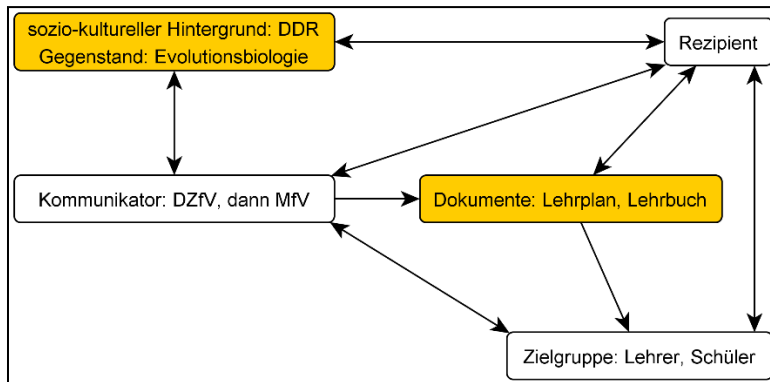 sozio-kultureller Hintergrund: DDR
Gegenstand: Evolutionsbiologie
Rezipient
Kommunikator: DZfV, dann MfV
Dokumente: Lehrplan, Lehrbuch
Zielgruppe: Lehrer, Schüler